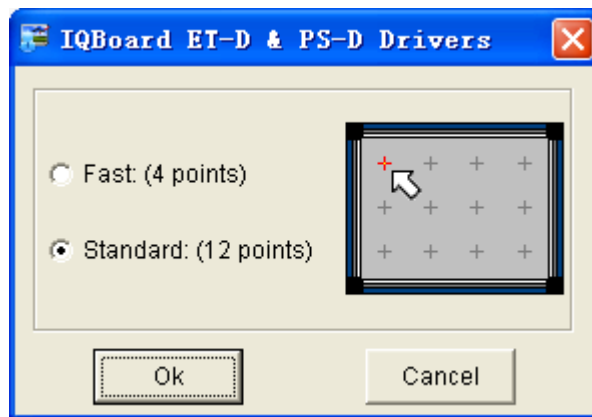 IQBoard ET-D & PS-D Drivers
Fast: (4 points)
Standard: (12 points)
Ok
Cancel